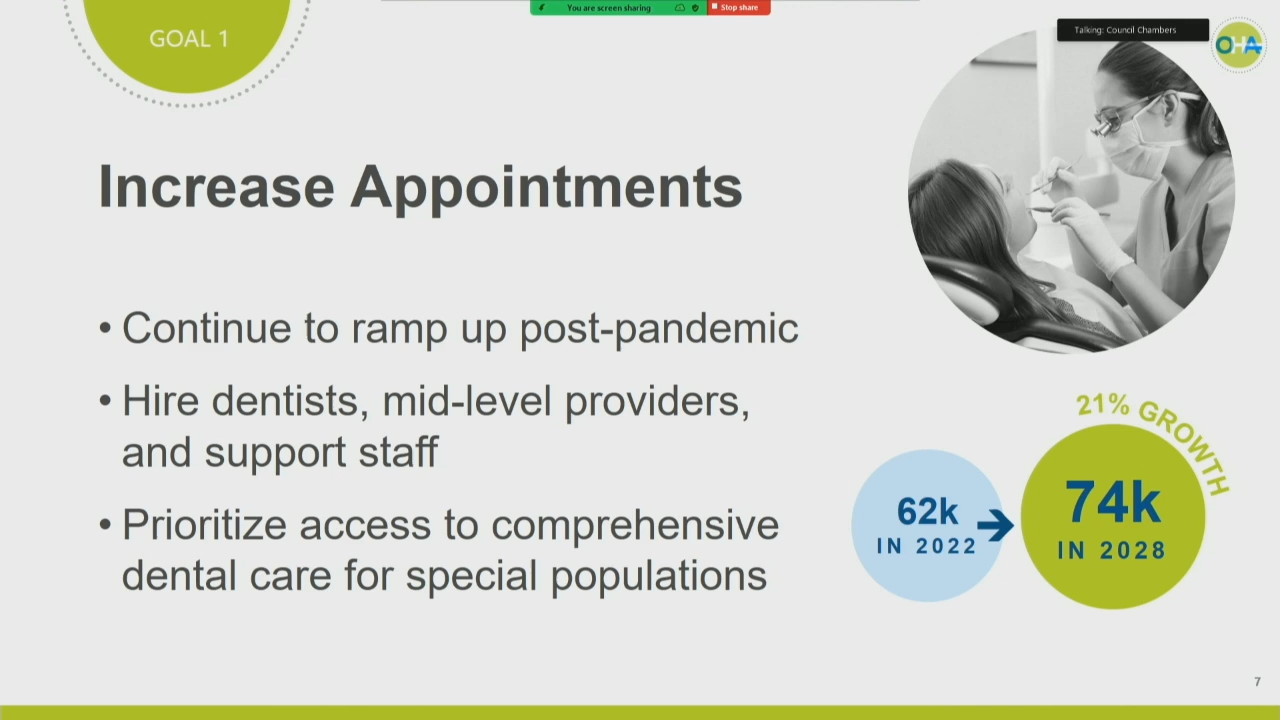 You are screen sharing
Stop share
Talking: Council Chambers
OHA
GOAL 1
Increase Appointments
• Continue to ramp up post-pandemic
• Hire dentists, mid-level providers,
and support staff
• Prioritize access to comprehensive
dental care for special populations
21% GROWTH
62k
IN 2022
74k
IN 2028
7